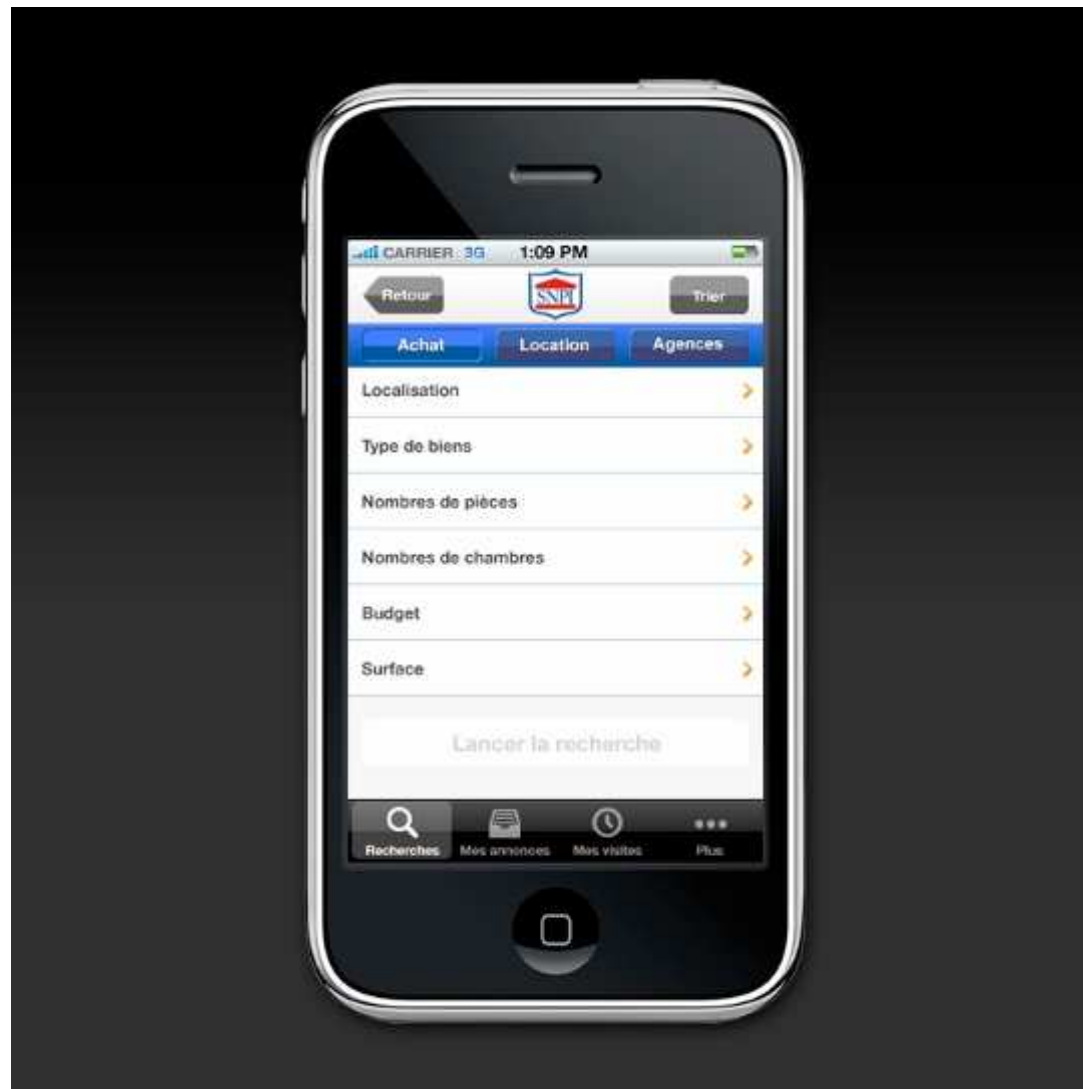 CARRIER 3G 1:09 PM
Retour SNPI Trier
Achat Location Agences
Localisation
Type de biens
Nombres de pièces
Nombres de chambres
Budget
Surface
Lancer la recherche
Recherches Mes annonces Mes visites Plus